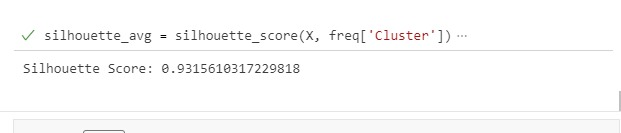 silhouette_avg = silhouette_score(X, freq['Cluster']) ···
Silhouette Score: 0.9315610317229818